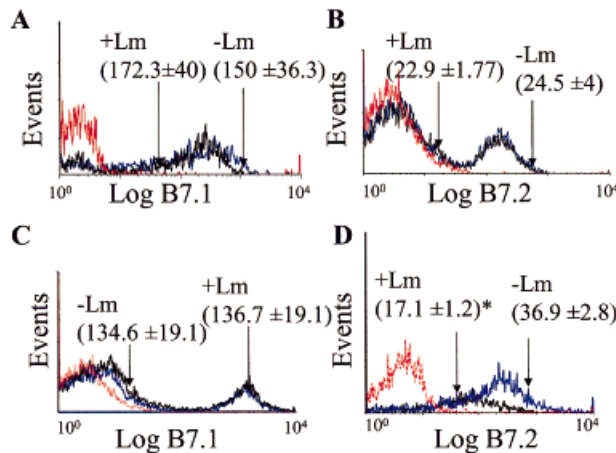 A
+Lm -Lm
(172.3±40) (150 ±36.3)
Events
10⁰ 10⁴
Log B7.1
B
+Lm -Lm
(22.9 ±1.77) (24.5 ±4)
Events
10⁰ 10⁴
Log B7.2
C
-Lm +Lm
(134.6 ±19.1) (136.7 ±19.1)
Events
10⁰ 10⁴
Log B7.1
D
+Lm -Lm
(17.1 ±1.2)* (36.9 ±2.8)
Events
10⁰ 10⁴
Log B7.2